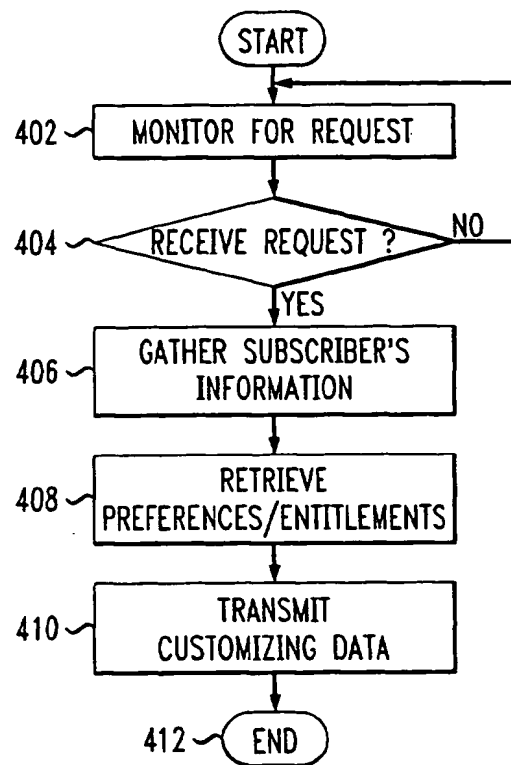 START
402 MONITOR FOR REQUEST
404 RECEIVE REQUEST ? NO
YES
406 GATHER SUBSCRIBER'S
INFORMATION
408 RETRIEVE
PREFERENCES/ENTITLEMENTS
410 TRANSMIT
CUSTOMIZING DATA
412 END